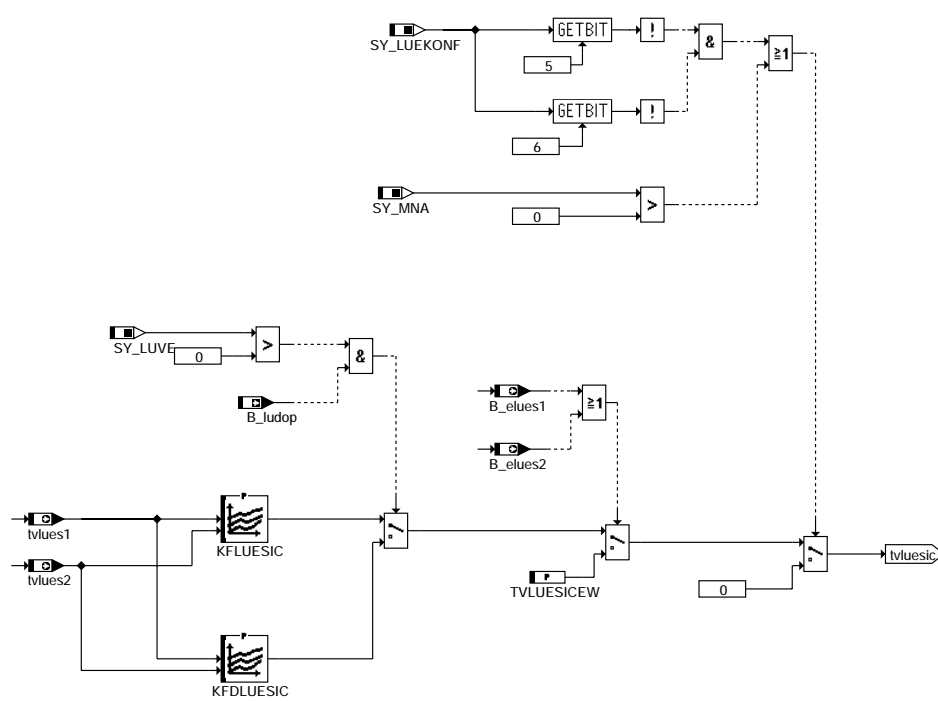 SY_LUEKONF
GETBIT
!
&
≥1
5
GETBIT
!
6
SY_MNA
0
>
SY_LUVE
0
>
&
B_ludop
B_elues1
≥1
B_elues2
tvlues1
P
KFLUESIC
tvlues2
P
TVLUESICEW
0
tvluesic
P
KFDLUESIC